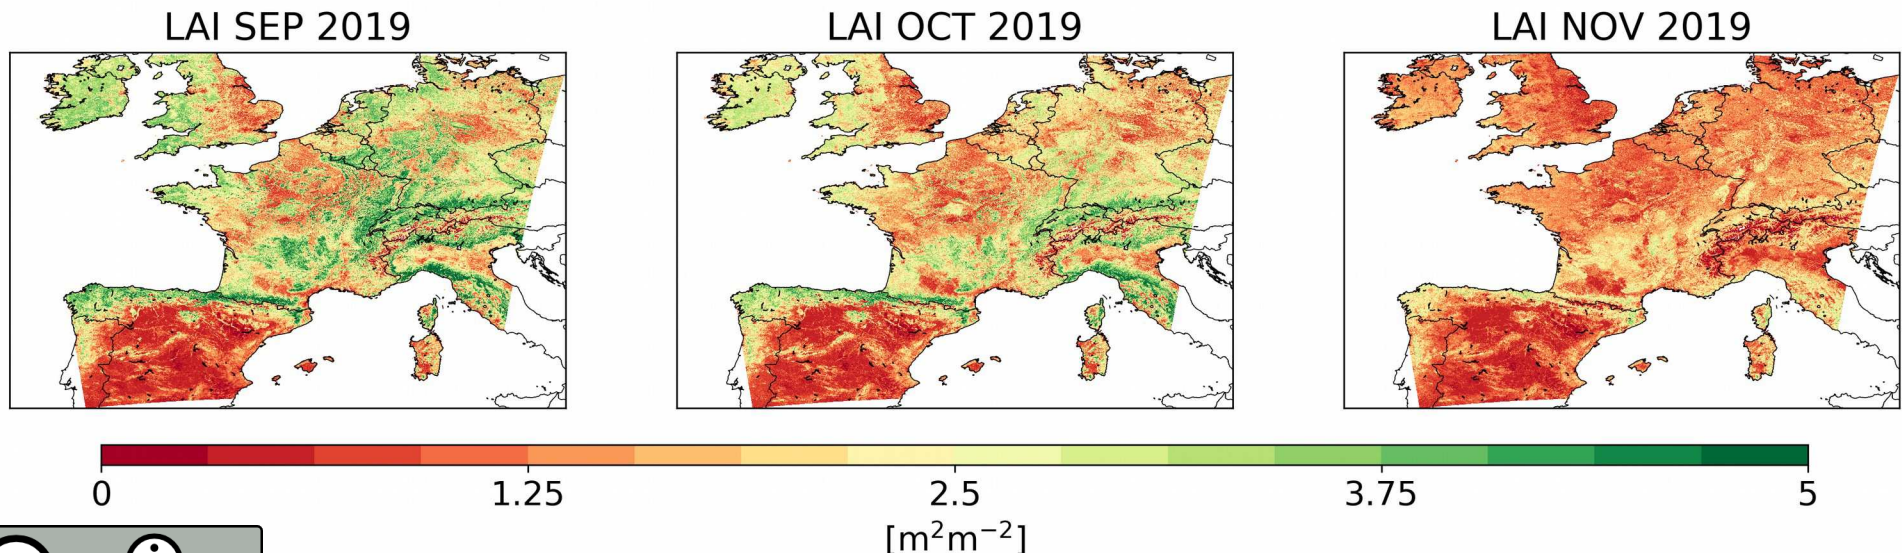 LAI SEP 2019
LAI OCT 2019
LAI NOV 2019
0 1.25 2.5 3.75 5
[m²m⁻²]